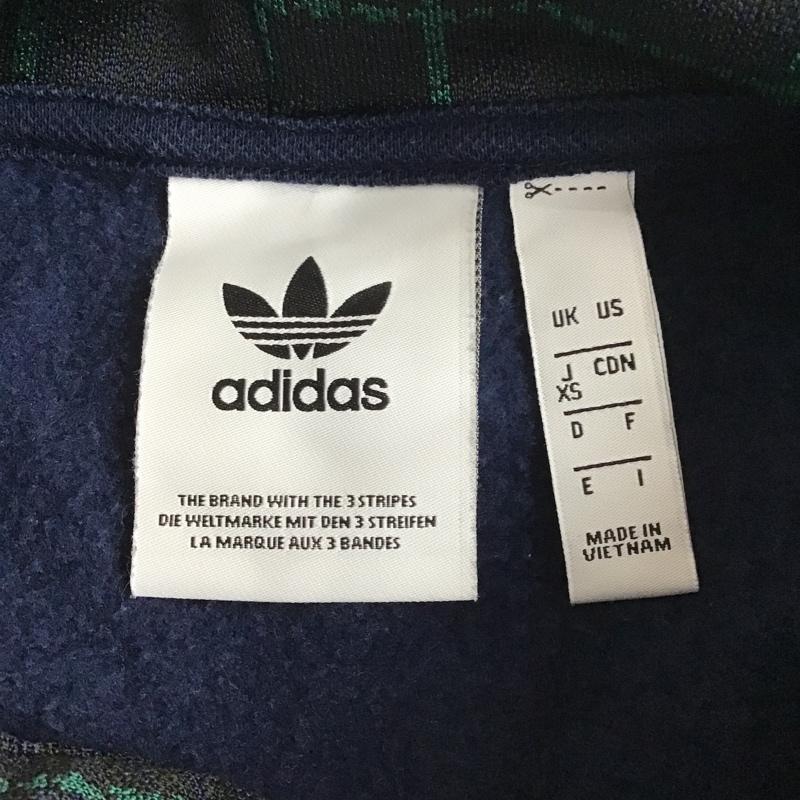 adidas
THE BRAND WITH THE 3 STRIPES
DIE WELTMARKE MIT DEN 3 STREIFEN
LA MARQUE AUX 3 BANDES
UK US
J CDN
XS
D F
E I
MADE IN
VIETNAM